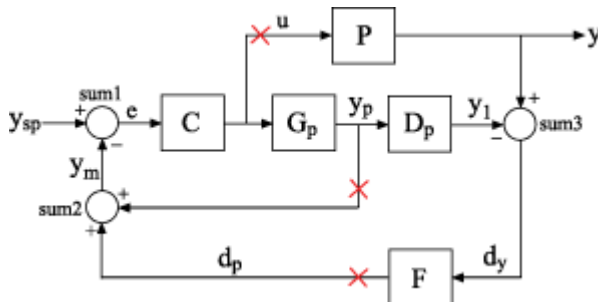 u
P
y
sum1
+
y_sp
e
C
G_p
y_p
D_p
y_1
+
−
sum3
−
y_m
sum2
+
+
d_p
F
d_y